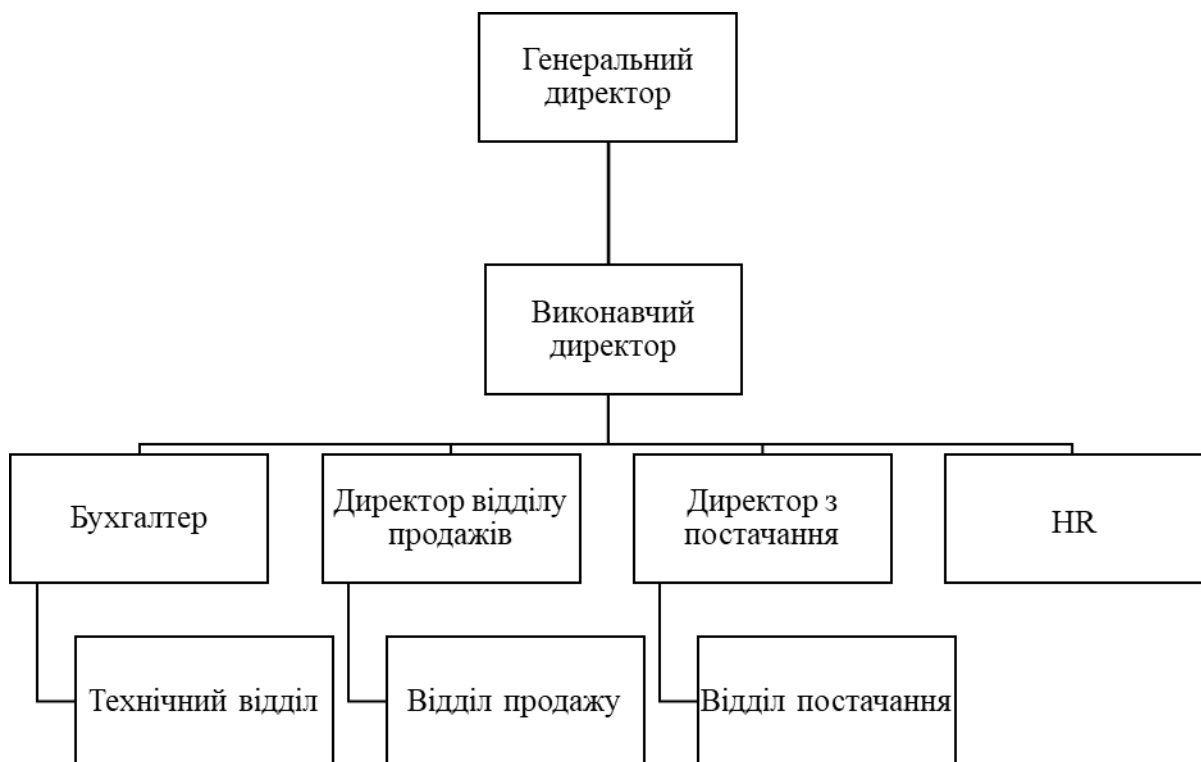 Генеральний
директор
Виконавчий
директор
Бухгалтер
Директор відділу
продажів
Директор з
постачання
HR
Технічний відділ
Відділ продажу
Відділ постачання